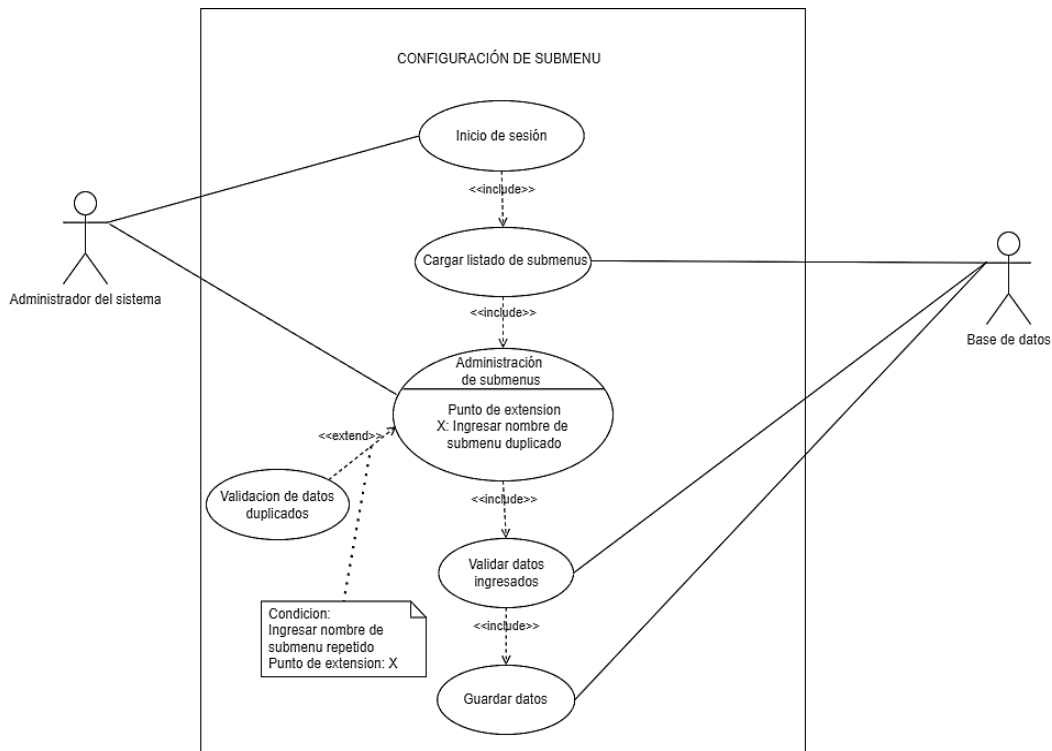 CONFIGURACIÓN DE SUBMENU
Inicio de sesión
<<include>>
Administrador del sistema
Cargar listado de submenus
Base de datos
<<include>>
Administración
de submenus
Punto de extension
X: Ingresar nombre de
submenu duplicado
<<extend>>
Validacion de datos
duplicados
<<include>>
Validar datos
ingresados
Condicion:
Ingresar nombre de
submenu repetido
Punto de extension: X
<<include>>
Guardar datos